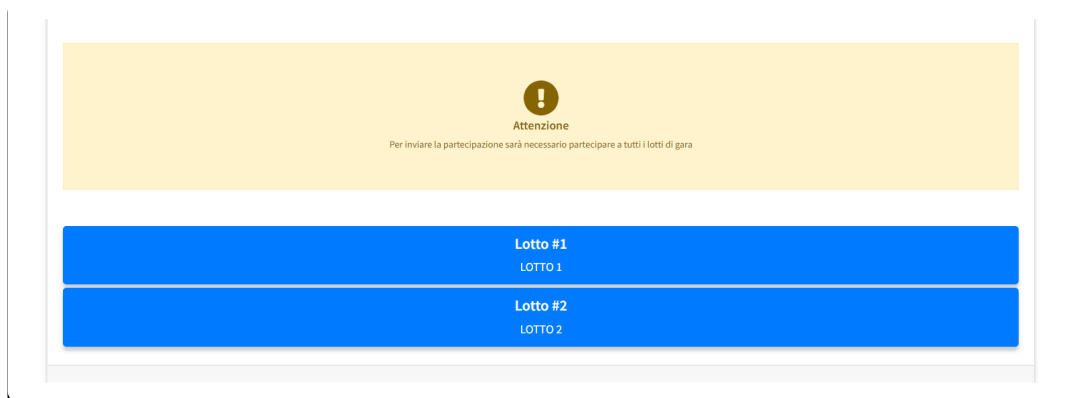 Attenzione
Per inviare la partecipazione sarà necessario partecipare a tutti i lotti di gara
Lotto #1
LOTTO 1
Lotto #2
LOTTO 2